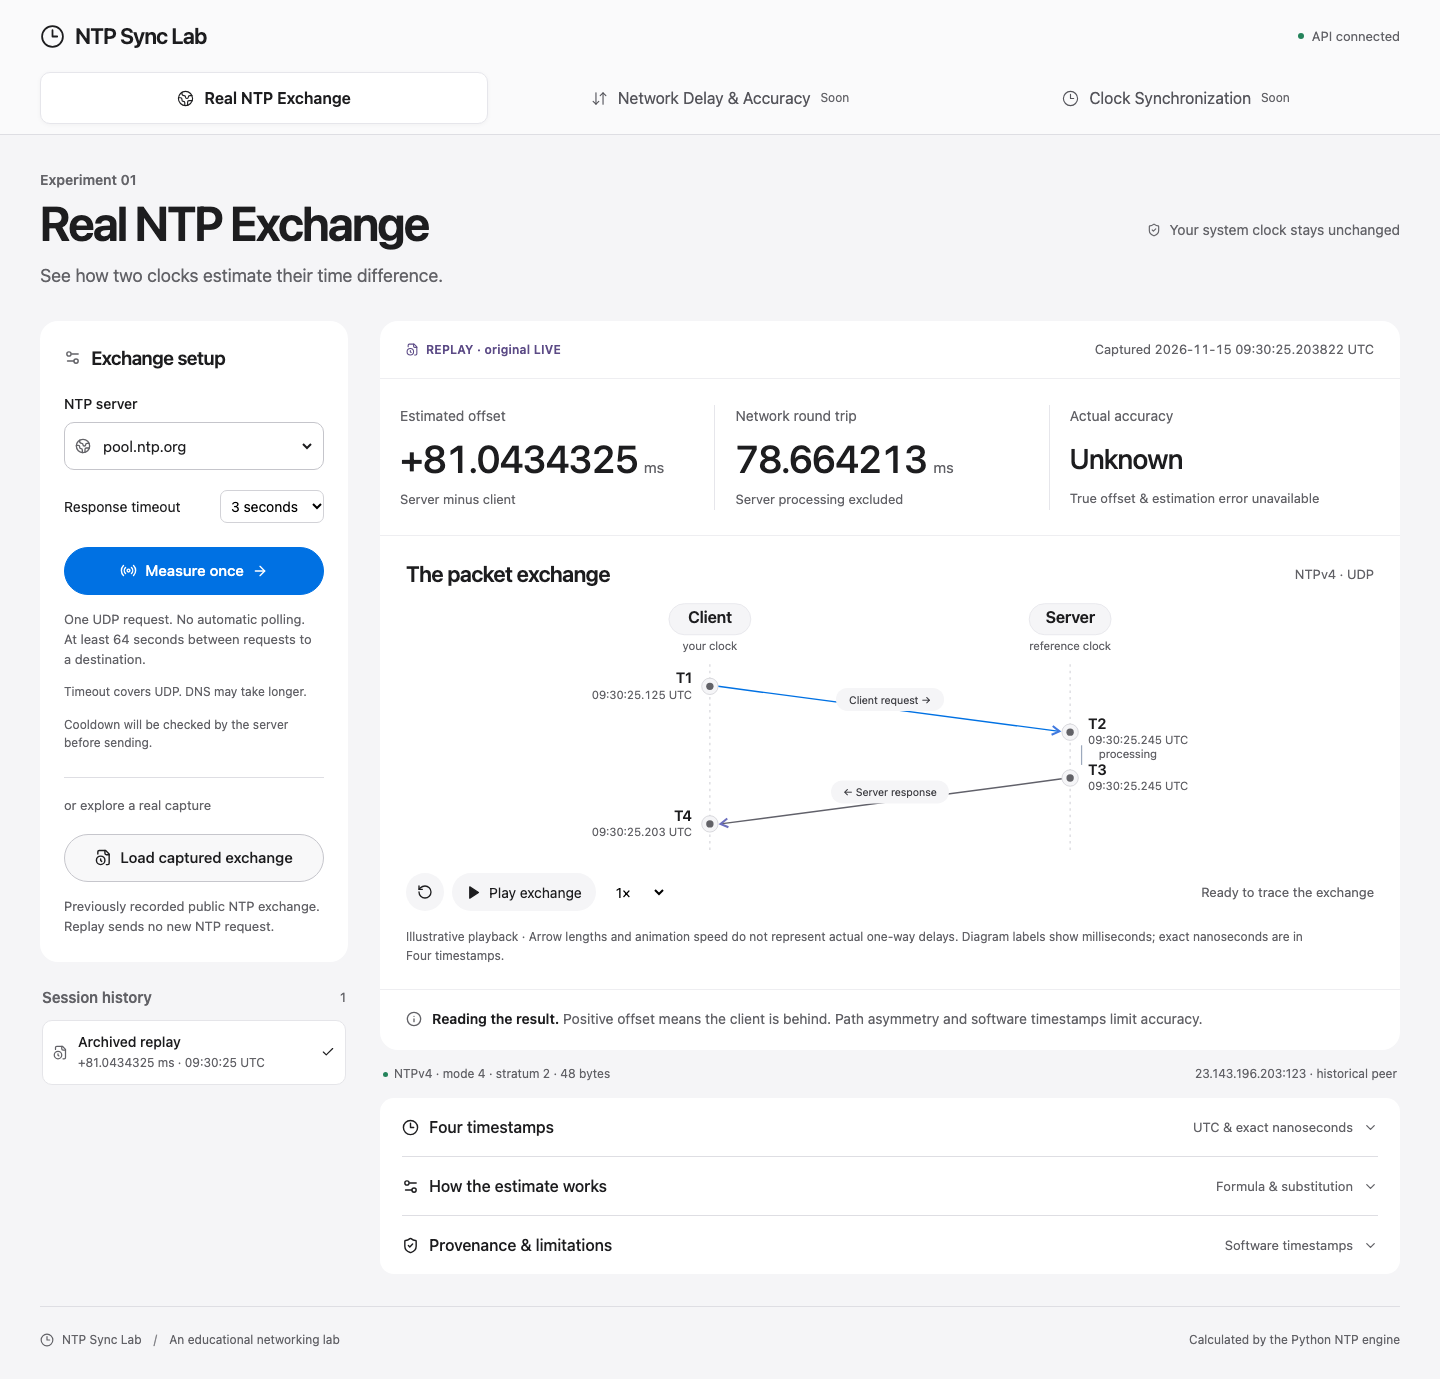 NTP Sync Lab
API connected
Real NTP Exchange
Network Delay & Accuracy Soon
Clock Synchronization Soon
Experiment 01
Real NTP Exchange
Your system clock stays unchanged
See how two clocks estimate their time difference.
Exchange setup
NTP server
pool.ntp.org
Response timeout
3 seconds
Measure once →
One UDP request. No automatic polling.
At least 64 seconds between requests to
a destination.
Timeout covers UDP. DNS may take longer.
Cooldown will be checked by the server
before sending.
or explore a real capture
Load captured exchange
Previously recorded public NTP exchange.
Replay sends no new NTP request.
Session history
1
Archived replay
+81.0434325 ms · 09:30:25 UTC
REPLAY · original LIVE
Captured 2026-11-15 09:30:25.203822 UTC
Estimated offset
+81.0434325 ms
Server minus client
Network round trip
78.664213 ms
Server processing excluded
Actual accuracy
Unknown
True offset & estimation error unavailable
The packet exchange
NTPv4 · UDP
Client
your clock
Server
reference clock
T1
09:30:25.125 UTC
Client request →
T2
09:30:25.245 UTC
processing
T3
09:30:25.245 UTC
← Server response
T4
09:30:25.203 UTC
Play exchange
1×
Ready to trace the exchange
Illustrative playback · Arrow lengths and animation speed do not represent actual one-way delays. Diagram labels show milliseconds; exact nanoseconds are in
Four timestamps.
Reading the result. Positive offset means the client is behind. Path asymmetry and software timestamps limit accuracy.
NTPv4 · mode 4 · stratum 2 · 48 bytes
23.143.196.203:123 · historical peer
Four timestamps
UTC & exact nanoseconds
How the estimate works
Formula & substitution
Provenance & limitations
Software timestamps
NTP Sync Lab / An educational networking lab
Calculated by the Python NTP engine